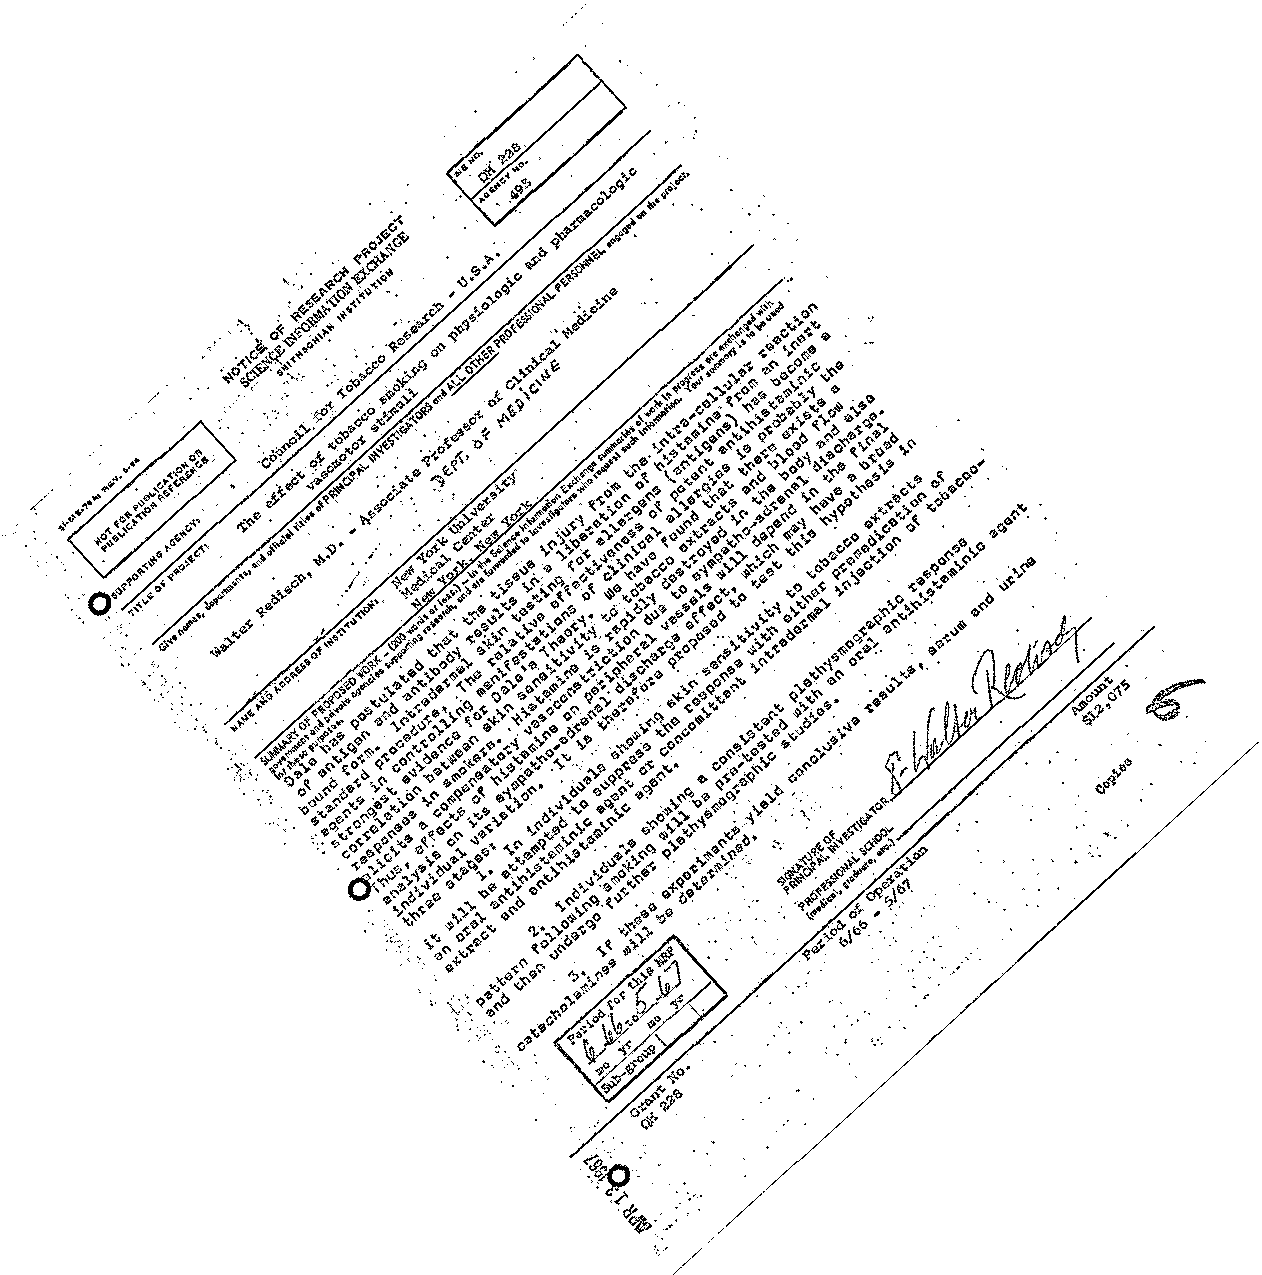 SI-SIE-78 M REV. 5-64
NOT FOR PUBLICATION OR
PUBLICATION REFERENCE
NOTICE OF RESEARCH PROJECT
SCIENCE INFORMATION EXCHANGE
SMITHSONIAN INSTITUTION
SIE NO.
QM 228
AGENCY NO.
493
SUPPORTING AGENCY:
Council for Tobacco Research - U.S.A.
TITLE OF PROJECT:
The effect of tobacco smoking on physiologic and pharmacologic
vasomotor stimuli
Give names, departments, and official titles of PRINCIPAL INVESTIGATORS and ALL OTHER PROFESSIONAL PERSONNEL engaged on the project.
Walter Redisch, M.D. - Associate Professor of Clinical Medicine
DEPT. OF MEDICINE
NAME AND ADDRESS OF INSTITUTION:
New York University
Medical Center
New York, New York
SUMMARY OF PROPOSED WORK - (200 words or less.) - In the Science Information Exchange summaries of work in progress are exchanged with
government and private agencies supporting research, and are forwarded to investigators who request such information. Your summary is to be used
for these purposes.
Dale has postulated that the tissue injury from the intra-cellular reaction
of antigen and antibody results in a liberation of histamine from an inert
bound form. Intradermal skin testing for allergens (antigens) has become a
standard procedure. The relative effectiveness of potent antihistaminic
agents in controlling manifestations of clinical allergies is probably the
strongest evidence for Dale's Theory. We have found that there exists a
correlation between skin sensitivity to tobacco extracts and blood flow
responses in smokers. Histamine is rapidly destroyed in the body and also
elicits a compensatory vasoconstriction due to sympatho-adrenal discharge.
Thus, effects of histamine on peripheral vessels will depend in the final
analysis on its sympatho-adrenal discharge effect, which may have a broad
individual variation. It is therefore proposed to test this hypothesis in
three stages:
1. In individuals showing skin sensitivity to tobacco extracts
it will be attempted to suppress the response with either premedication of
an oral antihistaminic agent or concomittant intradermal injection of tobacco-
extract and antihistaminic agent.
2. Individuals showing a consistent plethysmographic response
pattern following smoking will be pre-tested with an oral antihistaminic agent
and then undergo further plethysmographic studies.
3. If these experiments yield conclusive results, serum and urine
catecholamines will be determined.
SIGNATURE OF
PRINCIPAL INVESTIGATOR
S- Walter Redisch
PROFESSIONAL SCHOOL
(medical, graduate, etc.)
Period for this NRP
6-66 to 5-67
mo yr mo yr
Sub-group
Grant No.
QM 228
Period of Operation
6/66 - 5/67
Amount
$12,075
Copies
6
APR 13 1967